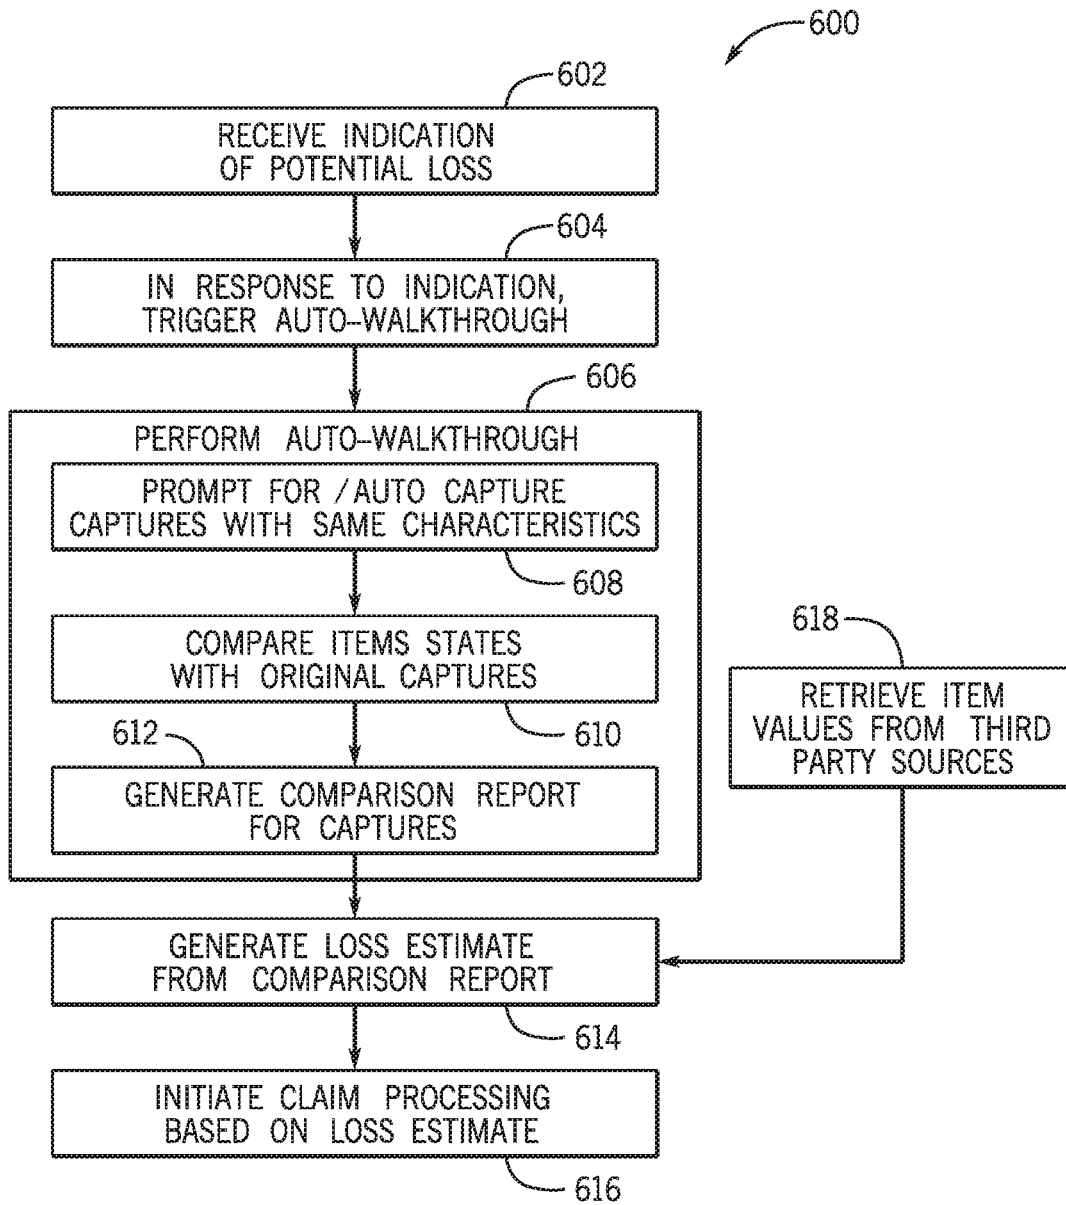 600
602
RECEIVE INDICATION
OF POTENTIAL LOSS
604
IN RESPONSE TO INDICATION,
TRIGGER AUTO-WALKTHROUGH
606
PERFORM AUTO-WALKTHROUGH
PROMPT FOR /AUTO CAPTURE
CAPTURES WITH SAME CHARACTERISTICS
608
COMPARE ITEMS STATES
WITH ORIGINAL CAPTURES
610
612
GENERATE COMPARISON REPORT
FOR CAPTURES
618
RETRIEVE ITEM
VALUES FROM THIRD
PARTY SOURCES
GENERATE LOSS ESTIMATE
FROM COMPARISON REPORT
614
INITIATE CLAIM PROCESSING
BASED ON LOSS ESTIMATE
616